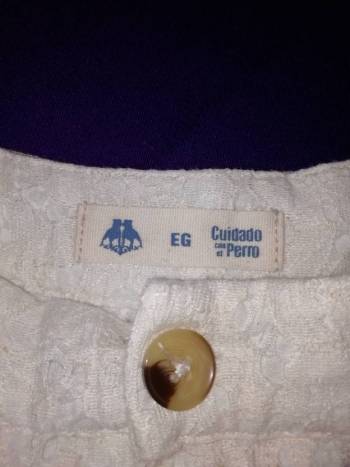 EG
Cuidado
con
el Perro